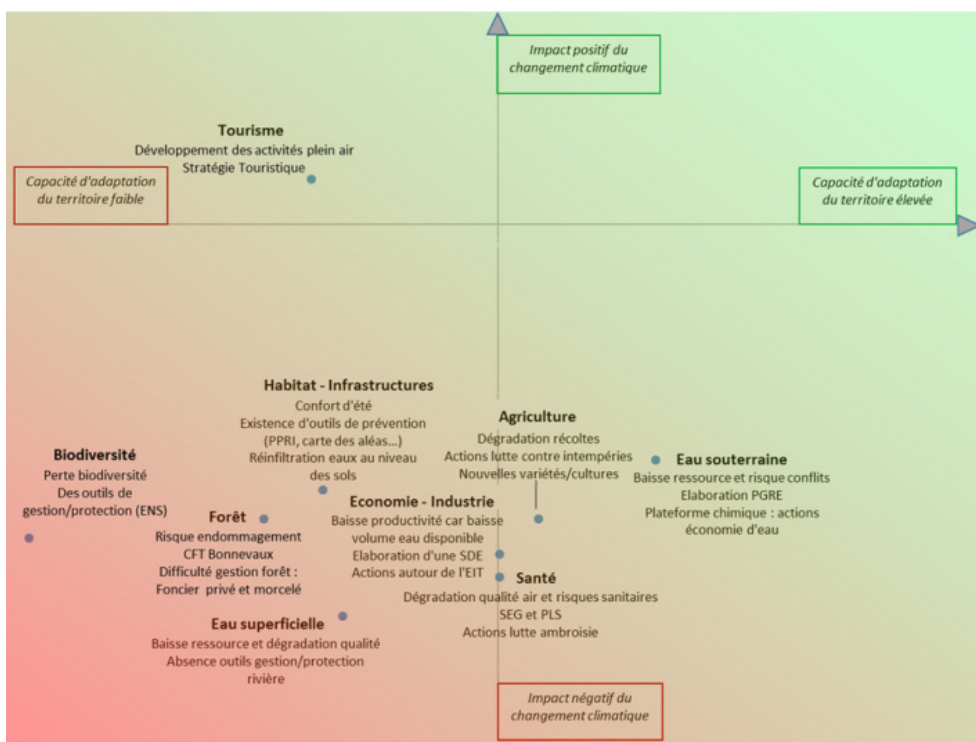 Impact positif du
changement climatique
Tourisme
Développement des activités plein air
Stratégie Touristique
Capacité d'adaptation
du territoire faible
Capacité d'adaptation
du territoire élevée
Habitat - Infrastructures
Confort d'été
Existence d'outils de prévention
(PPRI, carte des aléas...)
Réinfiltration eaux au niveau
des sols
Agriculture
Dégradation récoltes
Actions lutte contre intempéries
Nouvelles variétés/cultures
Biodiversité
Perte biodiversité
Des outils de
gestion/protection (ENS)
Eau souterraine
Baisse ressource et risque conflits
Elaboration PGRE
Plateforme chimique : actions
économie d'eau
Forêt
Risque endommagement
CFT Bonnevaux
Difficulté gestion forêt :
Foncier privé et morcelé
Economie - Industrie
Baisse productivité car baisse
volume eau disponible
Elaboration d'une SDE
Actions autour de l'EIT
Santé
Dégradation qualité air et risques sanitaires
SEG et PLS
Actions lutte ambroisie
Eau superficielle
Baisse ressource et dégradation qualité
Absence outils gestion/protection
rivière
Impact négatif du
changement climatique